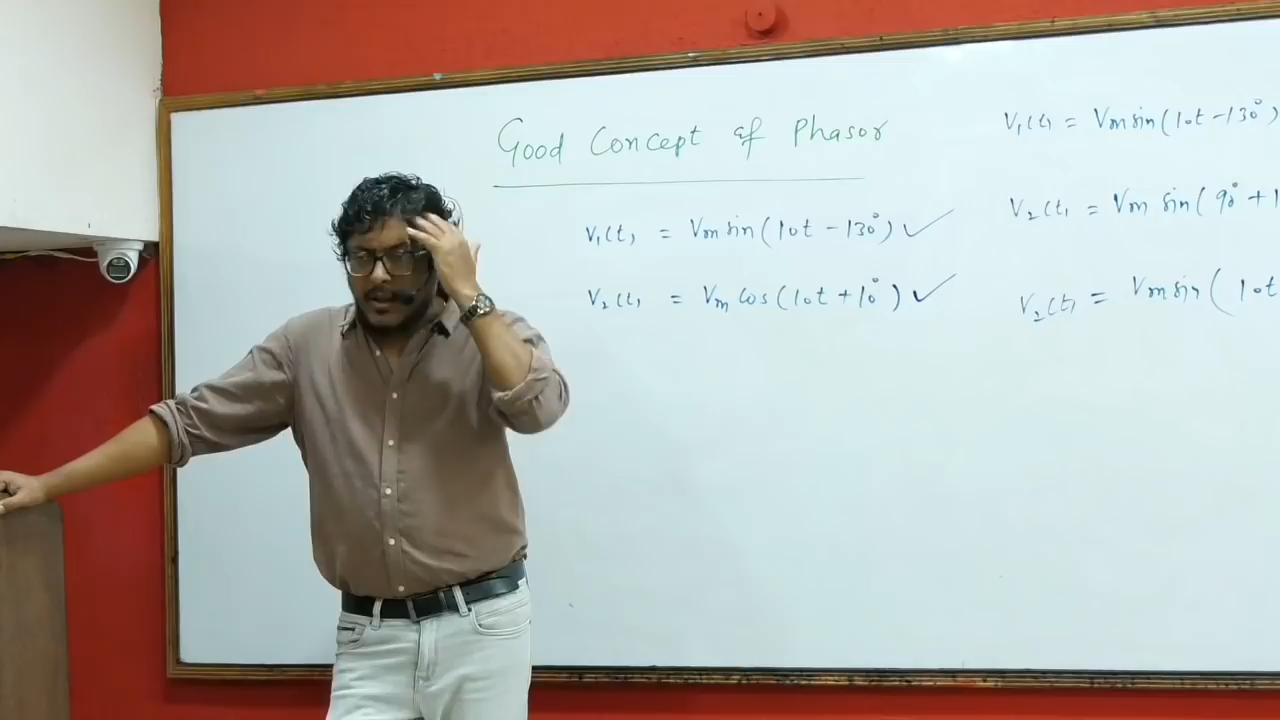 Good Concept of Phasor
V₁(t) = Vm sin(10t - 130°) ✓
V₂(t) = Vm cos(10t + 10°) ✓
V₁(t) = Vm sin(10t - 130°)
V₂(t) = Vm sin(90° + 1
V₂(t) = Vm sin(10t